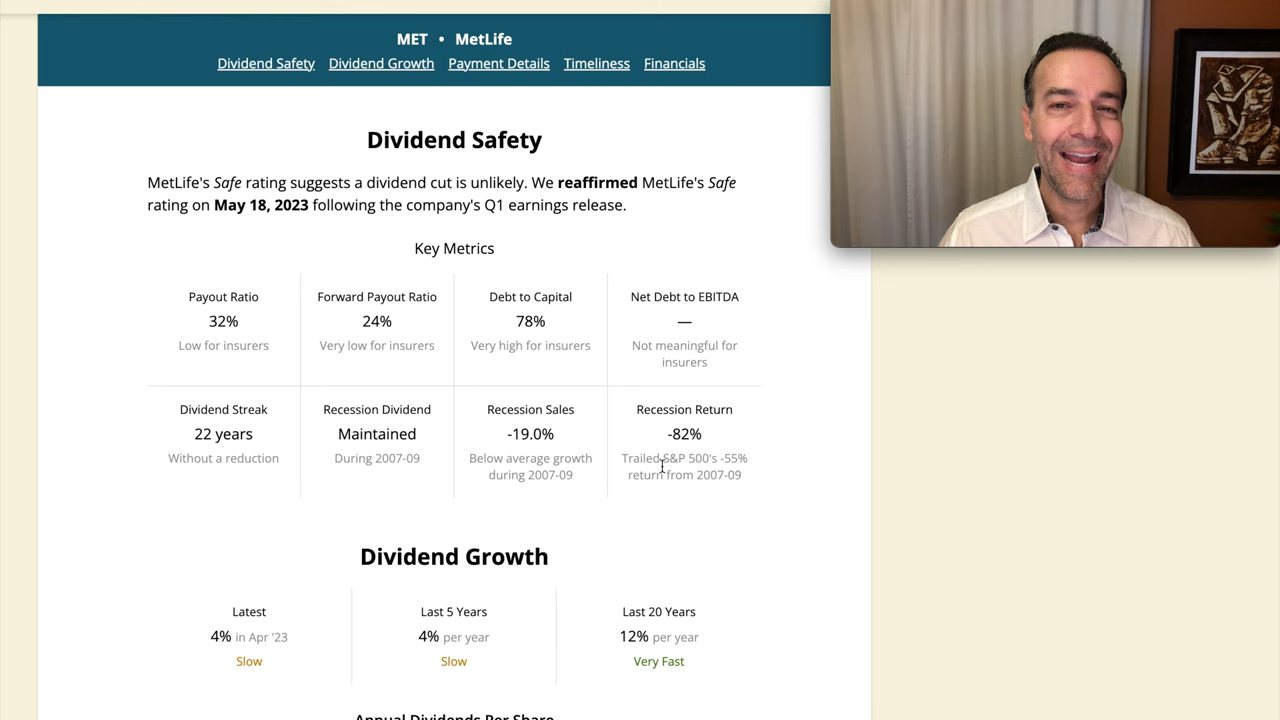 MET • MetLife
Dividend Safety Dividend Growth Payment Details Timeliness Financials
Dividend Safety
MetLife's Safe rating suggests a dividend cut is unlikely. We reaffirmed MetLife's Safe
rating on May 18, 2023 following the company's Q1 earnings release.
Key Metrics
Payout Ratio
32%
Low for insurers
Forward Payout Ratio
24%
Very low for insurers
Debt to Capital
78%
Very high for insurers
Net Debt to EBITDA
—
Not meaningful for
insurers
Dividend Streak
22 years
Without a reduction
Recession Dividend
Maintained
During 2007-09
Recession Sales
-19.0%
Below average growth
during 2007-09
Recession Return
-82%
Trailed S&P 500's -55%
return from 2007-09
Dividend Growth
Latest
4% in Apr '23
Slow
Last 5 Years
4% per year
Slow
Last 20 Years
12% per year
Very Fast
Annual Dividends Per Share